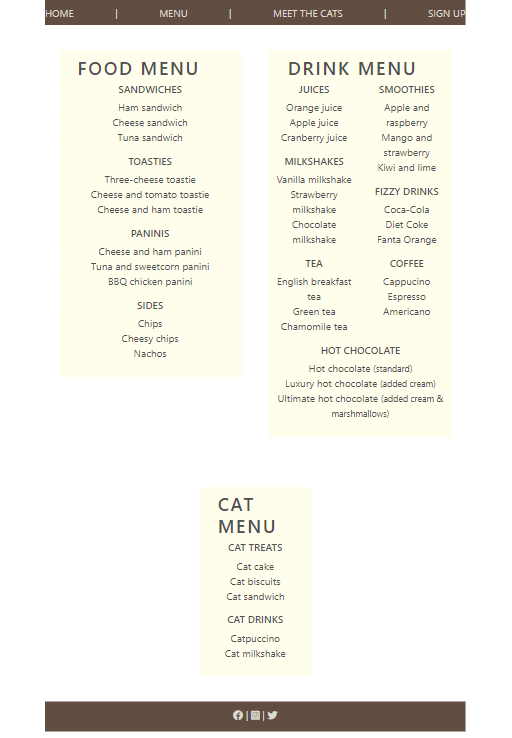 HOME | MENU | MEET THE CATS | SIGN UP
FOOD MENU
SANDWICHES
Ham sandwich
Cheese sandwich
Tuna sandwich
TOASTIES
Three-cheese toastie
Cheese and tomato toastie
Cheese and ham toastie
PANINIS
Cheese and ham panini
Tuna and sweetcorn panini
BBQ chicken panini
SIDES
Chips
Cheesy chips
Nachos
DRINK MENU
JUICES
Orange juice
Apple juice
Cranberry juice
MILKSHAKES
Vanilla milkshake
Strawberry
milkshake
Chocolate
milkshake
TEA
English breakfast
tea
Green tea
Chamomile tea
SMOOTHIES
Apple and
raspberry
Mango and
strawberry
Kiwi and lime
FIZZY DRINKS
Coca-Cola
Diet Coke
Fanta Orange
COFFEE
Cappucino
Espresso
Americano
HOT CHOCOLATE
Hot chocolate (standard)
Luxury hot chocolate (added cream)
Ultimate hot chocolate (added cream &
marshmallows)
CAT
MENU
CAT TREATS
Cat cake
Cat biscuits
Cat sandwich
CAT DRINKS
Catpuccino
Cat milkshake
| |